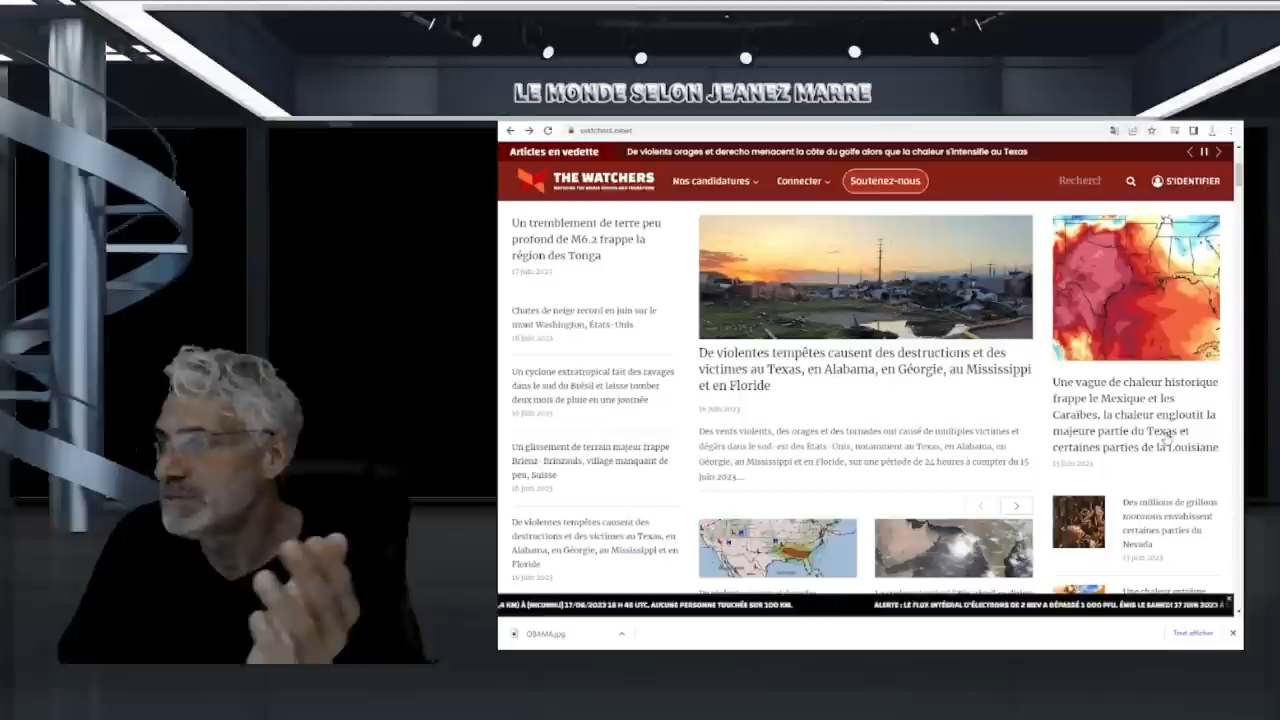 LE MONDE SELON JEANEZ MARRE
Articles en vedette
De violents orages et derecho menacent la côte du golfe alors que la chaleur s'intensifie au Texas
THE WATCHERS
Nos candidatures
Connecter
Soutenez-nous
Rechercl
S'IDENTIFIER
Un tremblement de terre peu
profond de M6.2 frappe la
région des Tonga
17 juin 2023
Chutes de neige record en juin sur le
mont Washington, États-Unis
16 juin 2023
Un cyclone extratropical fait des ravages
dans le sud du Brésil et laisse tomber
deux mois de pluie en une journée
16 juin 2023
Un glissement de terrain majeur frappe
Brienz-Brinzauls, village manquant de
peu, Suisse
16 juin 2023
De violentes tempêtes causent des
destructions et des victimes au Texas, en
Alabama, en Géorgie, au Mississippi et en
Floride
16 juin 2023
De violentes tempêtes causent des destructions et des
victimes au Texas, en Alabama, en Géorgie, au Mississippi
et en Floride
16 juin 2023
Des vents violents, des orages et des tornades ont causé de multiples victimes et
dégâts dans le sud-est des États-Unis, notamment au Texas, en Alabama, en
Géorgie, au Mississippi et en Floride, sur une période de 24 heures à compter du 15
juin 2023....
Une vague de chaleur historique
frappe le Mexique et les
Caraïbes, la chaleur engloutit la
majeure partie du Texas et
certaines parties de la Louisiane
15 juin 2023
Des millions de grillons
mormons envahissent
certaines parties du
Nevada
13 juin 2023
Une chaleur extrême
,4 KM) À [INCONNU] 17/06/2023 18 H 48 UTC. AUCUNE PERSONNE TOUCHÉE SUR 100 KM.
ALERTE : LE FLUX INTÉGRAL D'ÉLECTRONS DE 2 MEV A DÉPASSÉ 1 000 PFU. ÉMIS LE SAMEDI 17 JUIN 2023 À
OBAMA.jpg
Tout afficher